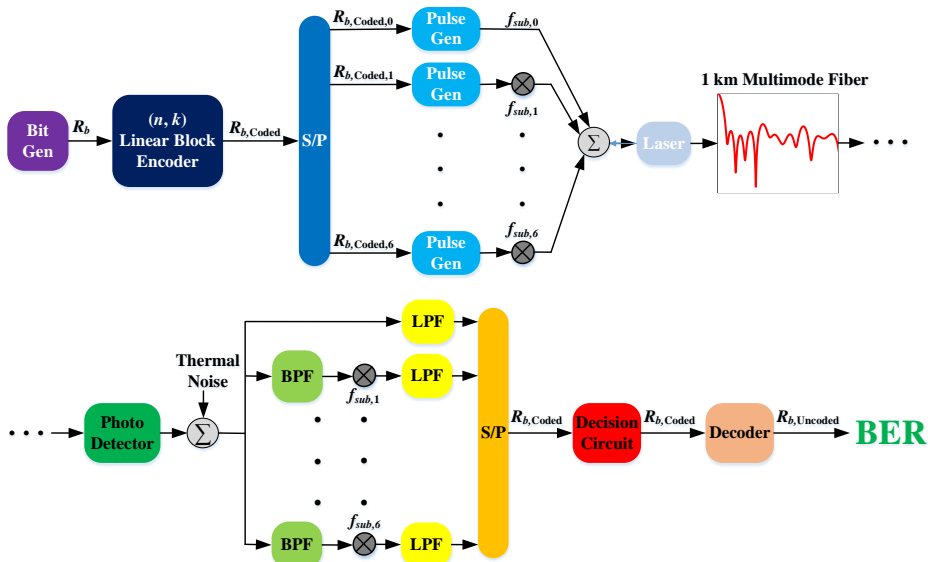 R_b,Coded,0
Pulse
Gen
f_sub,0
R_b,Coded,1
Pulse
Gen
f_sub,1
1 km Multimode Fiber
Bit
Gen
R_b
(n, k)
Linear Block
Encoder
R_b,Coded
S/P
Σ
Laser
R_b,Coded,6
Pulse
Gen
f_sub,6
LPF
Thermal
Noise
BPF
f_sub,1
LPF
Photo
Detector
Σ
S/P
R_b,Coded
Decision
Circuit
R_b,Coded
Decoder
R_b,Uncoded
BER
BPF
f_sub,6
LPF